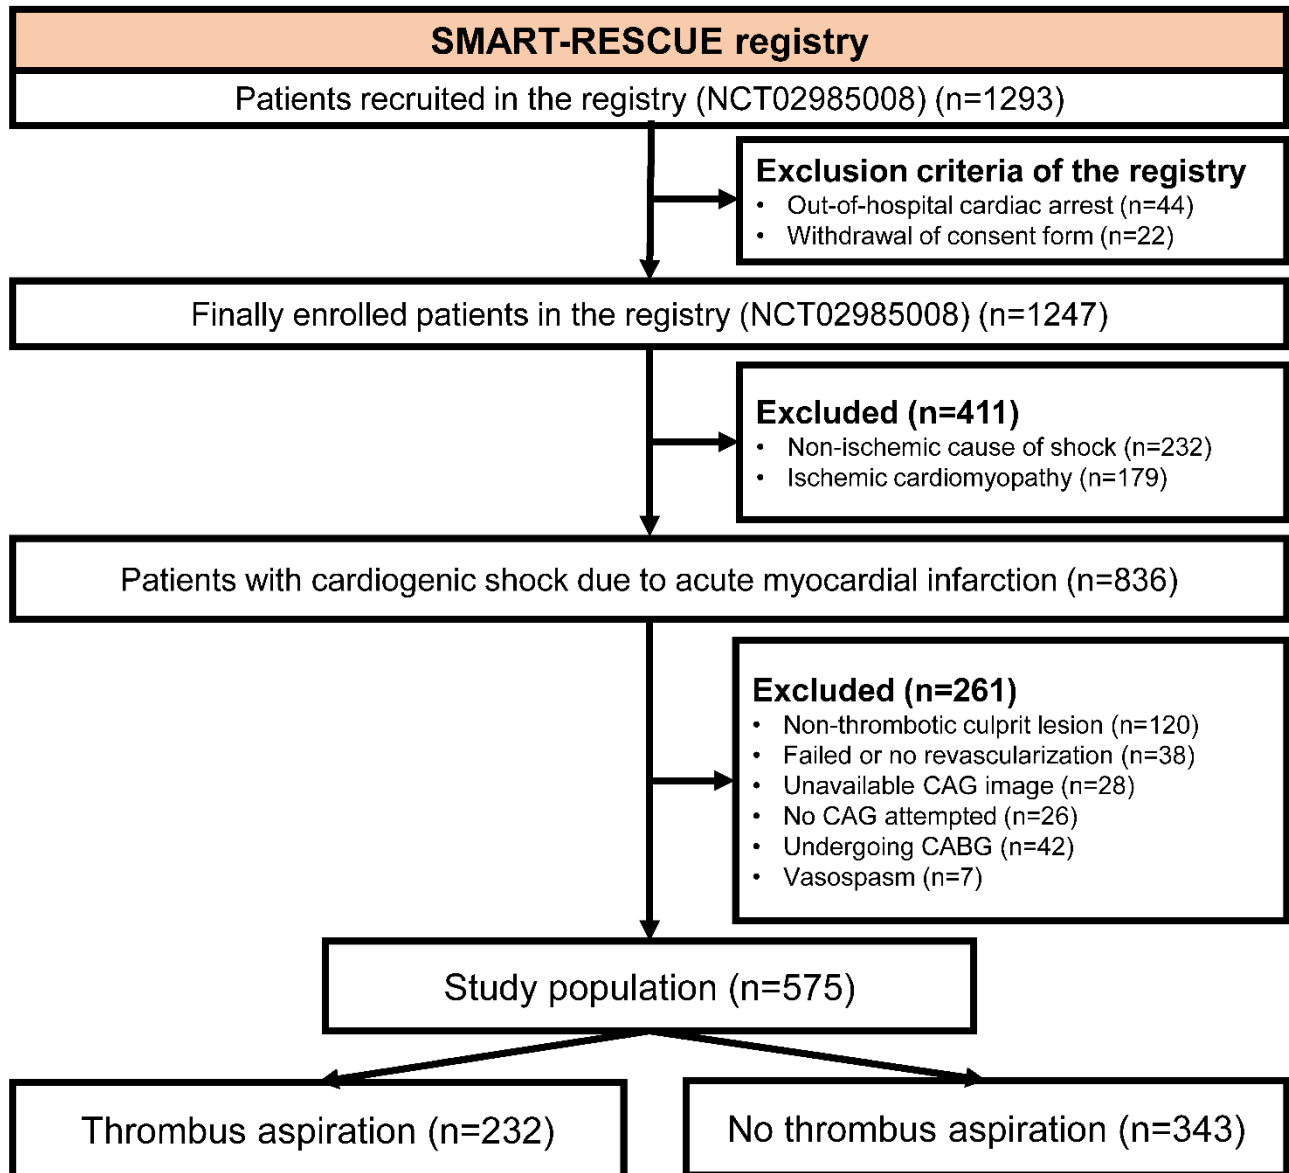 SMART-RESCUE registry
Patients recruited in the registry (NCT02985008) (n=1293)
Exclusion criteria of the registry
• Out-of-hospital cardiac arrest (n=44)
• Withdrawal of consent form (n=22)
Finally enrolled patients in the registry (NCT02985008) (n=1247)
Excluded (n=411)
• Non-ischemic cause of shock (n=232)
• Ischemic cardiomyopathy (n=179)
Patients with cardiogenic shock due to acute myocardial infarction (n=836)
Excluded (n=261)
• Non-thrombotic culprit lesion (n=120)
• Failed or no revascularization (n=38)
• Unavailable CAG image (n=28)
• No CAG attempted (n=26)
• Undergoing CABG (n=42)
• Vasospasm (n=7)
Study population (n=575)
Thrombus aspiration (n=232)
No thrombus aspiration (n=343)